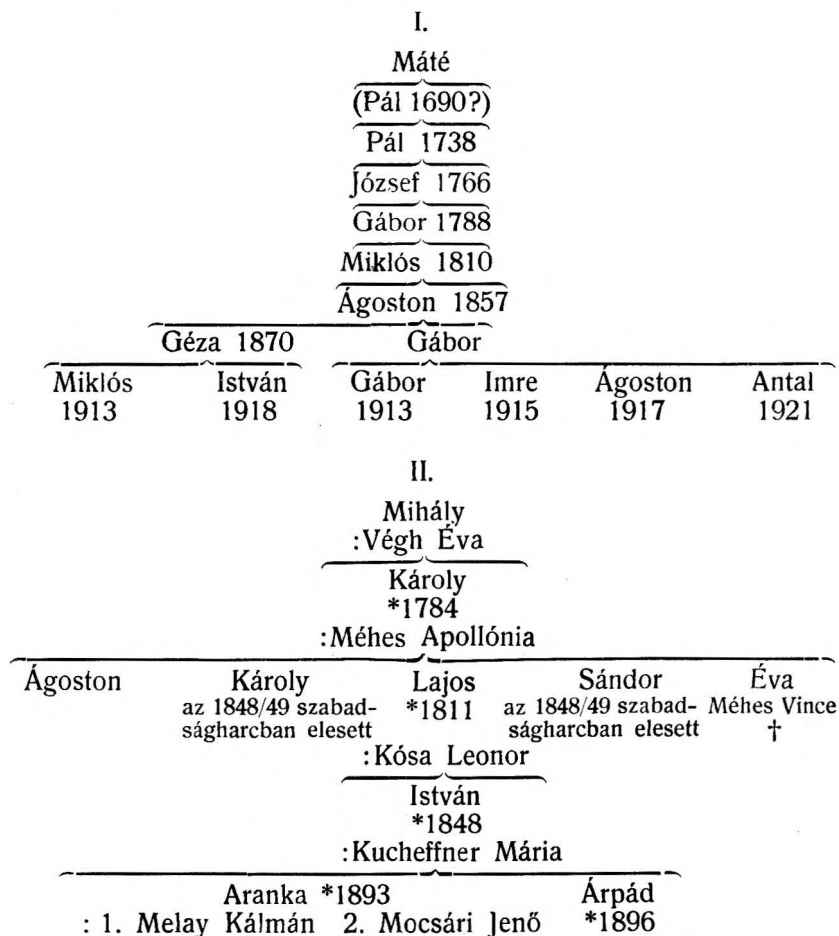 I.
Máté
(Pál 1690?)
Pál 1738
József 1766
Gábor 1788
Miklós 1810
Ágoston 1857
Géza 1870 Gábor
Miklós István Gábor Imre Ágoston Antal
1913 1918 1913 1915 1917 1921
II.
Mihály
:Végh Éva
Károly
*1784
:Méhes Apollónia
Ágoston Károly Lajos Sándor Éva
az 1848/49 szabad- *1811 az 1848/49 szabad- Méhes Vince
ságharcban elesett ságharcban elesett †
:Kósa Leonor
István
*1848
:Kucheffner Mária
Aranka *1893 Árpád
: 1. Melay Kálmán 2. Mocsári Jenő *1896